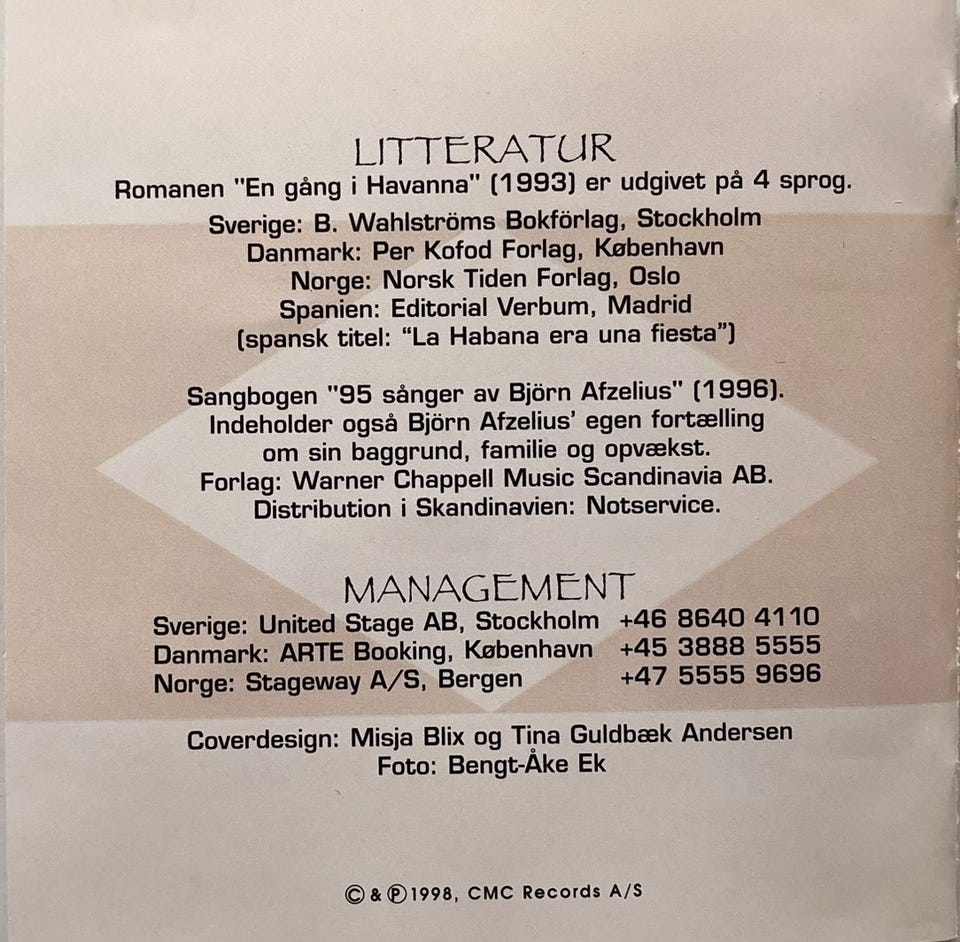 LITTERATUR
Romanen "En gång i Havanna" (1993) er udgivet på 4 sprog.
Sverige: B. Wahlströms Bokförlag, Stockholm
Danmark: Per Kofod Forlag, København
Norge: Norsk Tiden Forlag, Oslo
Spanien: Editorial Verbum, Madrid
(spansk titel: “La Habana era una fiesta”)
Sangbogen "95 sånger av Björn Afzelius" (1996).
Indeholder også Björn Afzelius’ egen fortælling
om sin baggrund, familie og opvækst.
Forlag: Warner Chappell Music Scandinavia AB.
Distribution i Skandinavien: Notservice.
MANAGEMENT
Sverige: United Stage AB, Stockholm +46 8640 4110
Danmark: ARTE Booking, København +45 3888 5555
Norge: Stageway A/S, Bergen +47 5555 9696
Coverdesign: Misja Blix og Tina Guldbæk Andersen
Foto: Bengt-Åke Ek
© & ℗ 1998, CMC Records A/S